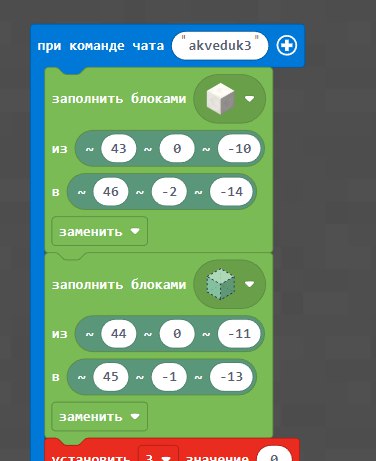 при команде чата "akveduk3"
заполнить блоками
из ~ 43 ~ 0 ~ -10
в ~ 46 ~ -2 ~ -14
заменить
заполнить блоками
из ~ 44 ~ 0 ~ -11
в ~ 45 ~ -1 ~ -13
заменить
установить 3 значение 0